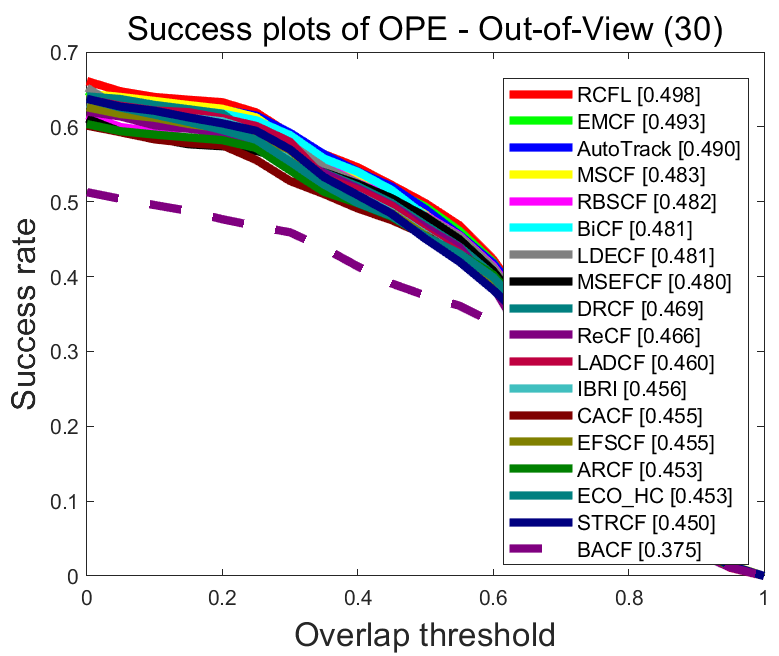 Success plots of OPE - Out-of-View (30)
0.7
0.6
0.5
0.4
0.3
0.2
0.1
0
Success rate
RCFL [0.498]
EMCF [0.493]
AutoTrack [0.490]
MSCF [0.483]
RBSCF [0.482]
BiCF [0.481]
LDECF [0.481]
MSEFCF [0.480]
DRCF [0.469]
ReCF [0.466]
LADCF [0.460]
IBRI [0.456]
CACF [0.455]
EFSCF [0.455]
ARCF [0.453]
ECO_HC [0.453]
STRCF [0.450]
BACF [0.375]
0 0.2 0.4 0.6 0.8 1
Overlap threshold